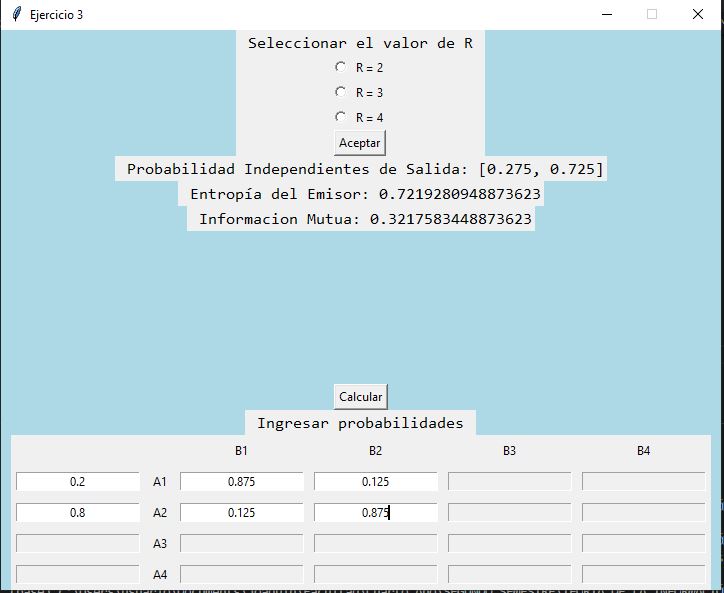 Ejercicio 3
Seleccionar el valor de R
R = 2
R = 3
R = 4
Aceptar
Probabilidad Independientes de Salida: [0.275, 0.725]
Entropía del Emisor: 0.7219280948873623
Informacion Mutua: 0.3217583448873623
Calcular
Ingresar probabilidades
B1 B2 B3 B4
0.2 A1 0.875 0.125
0.8 A2 0.125 0.875
A3
A4